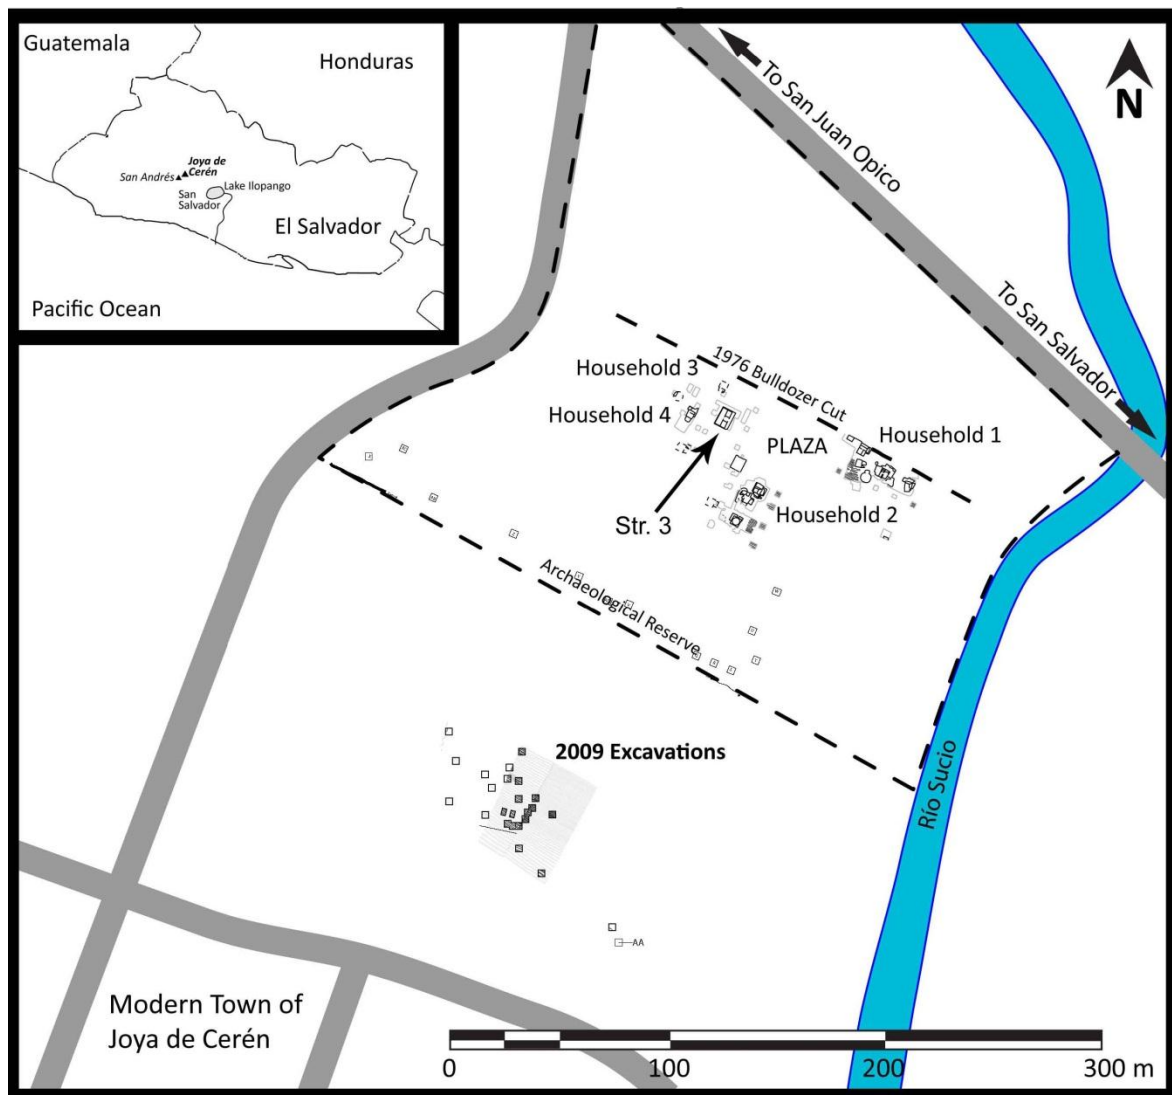 Guatemala
Honduras
Joya de
Cerén
San Andrés
San
Salvador
Lake Ilopango
El Salvador
Pacific Ocean
N
To San Juan Opico
To San Salvador
1976 Bulldozer Cut
Household 3
Household 4
PLAZA
Household 1
Str. 3
Household 2
Archaeological Reserve
2009 Excavations
Río Sucio
AA
Modern Town of
Joya de Cerén
0
100
200
300 m